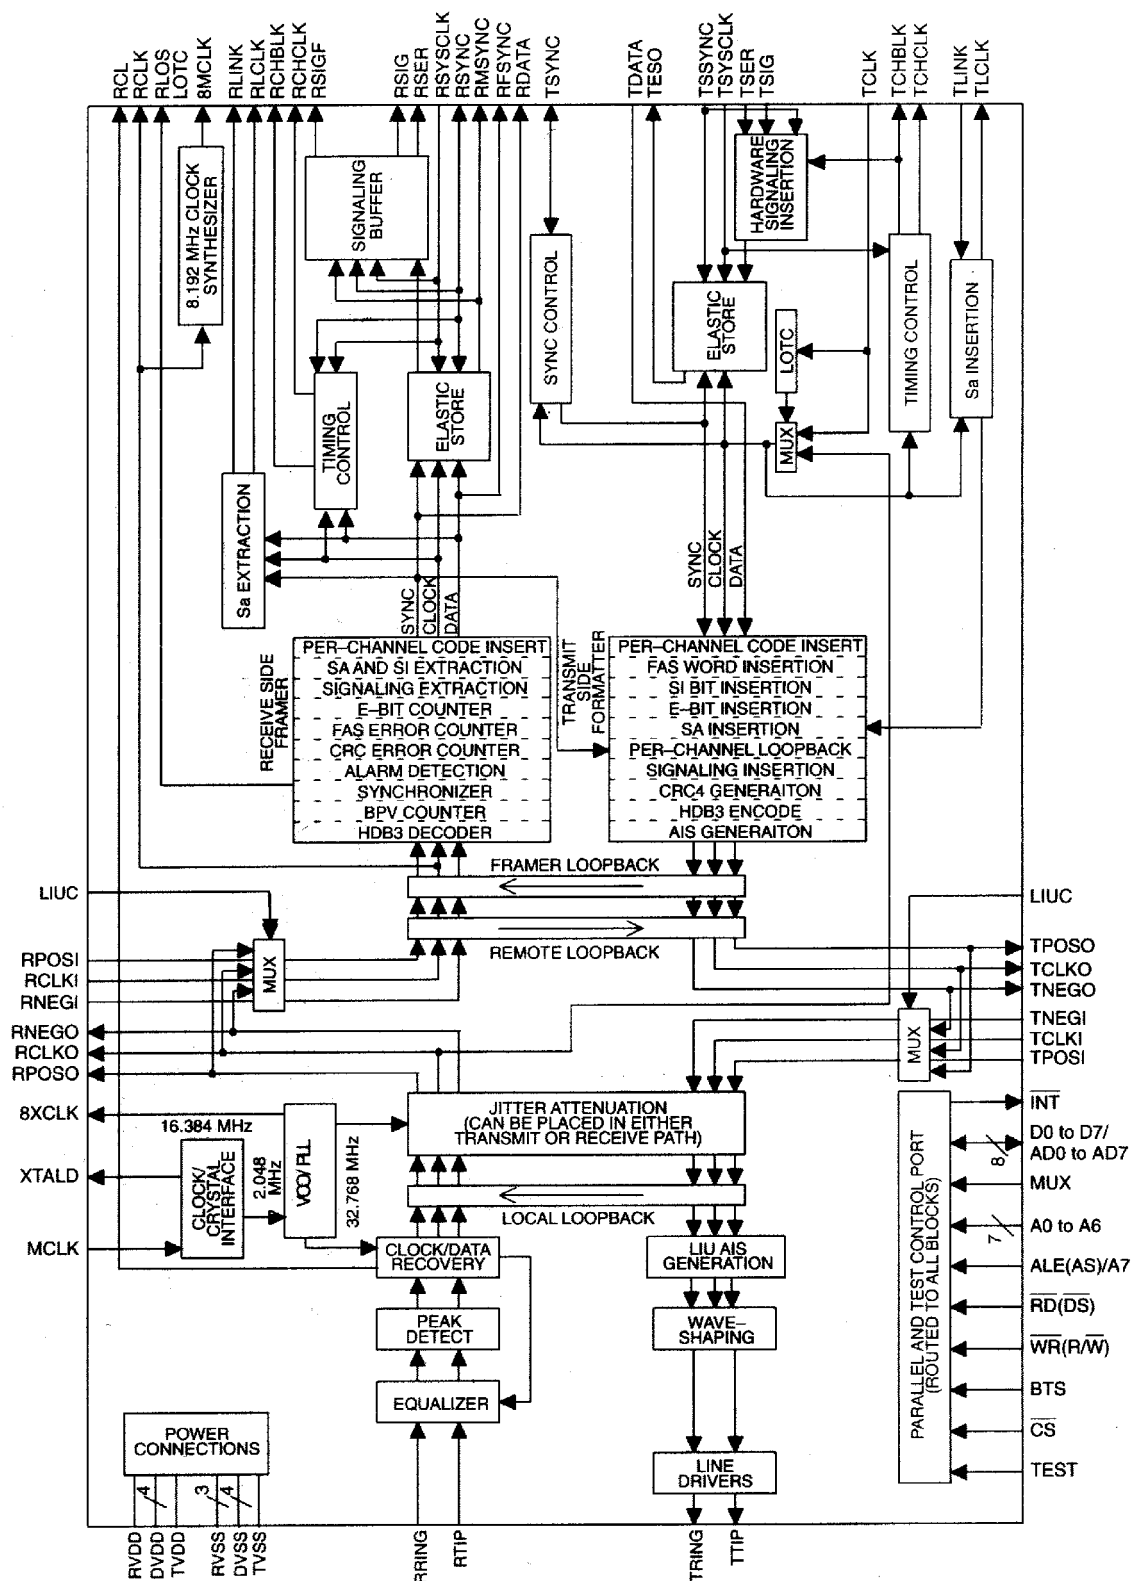 RCL
RCLK
RLOS
LOTC
8MCLK
RLINK
RLCLK
RCHBLK
RCHCLK
RSIGF
RSIG
RSER
RSYSCLK
RSYNC
RMSYNC
RFSYNC
RDATA
TSYNC
TDATA
TESO
TSSYNC
TSYSCLK
TSER
TSIG
TCLK
TCHBLK
TCHCLK
TLINK
TLCLK
8.192 MHz CLOCK
SYNTHESIZER
SIGNALING
BUFFER
SYNC CONTROL
HARDWARE
SIGNALING
INSERTION
ELASTIC
STORE
LOTC
MUX
TIMING CONTROL
Sa INSERTION
TIMING
CONTROL
ELASTIC
STORE
Sa EXTRACTION
SYNC
CLOCK
DATA
SYNC
CLOCK
DATA
RECEIVE SIDE
FRAMER
PER–CHANNEL CODE INSERT
SA AND SI EXTRACTION
SIGNALING EXTRACTION
E–BIT COUNTER
FAS ERROR COUNTER
CRC ERROR COUNTER
ALARM DETECTION
SYNCHRONIZER
BPV COUNTER
HDB3 DECODER
TRANSMIT
SIDE
FORMATTER
PER–CHANNEL CODE INSERT
FAS WORD INSERTION
SI BIT INSERTION
E–BIT INSERTION
SA INSERTION
PER–CHANNEL LOOPBACK
SIGNALING INSERTION
CRC4 GENERAITON
HDB3 ENCODE
AIS GENERAITON
FRAMER LOOPBACK
REMOTE LOOPBACK
LIUC
RPOSI
RCLKI
RNEGI
MUX
RNEGO
RCLKO
RPOSO
8XCLK
XTALD
MCLK
LIUC
TPOSO
TCLKO
TNEGO
TNEGI
TCLKI
TPOSI
MUX
16.384 MHz
CLOCK/
CRYSTAL
INTERFACE
2.048
MHz
VCO/ PLL
32.768 MHz
JITTER ATTENUATION
(CAN BE PLACED IN EITHER
TRANSMIT OR RECEIVE PATH)
LOCAL LOOPBACK
CLOCK/DATA
RECOVERY
PEAK
DETECT
EQUALIZER
LIU AIS
GENERATION
WAVE–
SHAPING
LINE
DRIVERS
PARALLEL AND TEST CONTROL PORT
(ROUTED TO ALL BLOCKS)
I̅N̅T̅
8
D0 to D7/
AD0 to AD7
MUX
7
A0 to A6
ALE(AS)/A7
R̅D̅(D̅S̅)
W̅R̅(R/W̅)
BTS
C̅S̅
TEST
POWER
CONNECTIONS
4
3
4
RVDD
DVDD
TVDD
RVSS
DVSS
TVSS
RRING
RTIP
TRING
TTIP